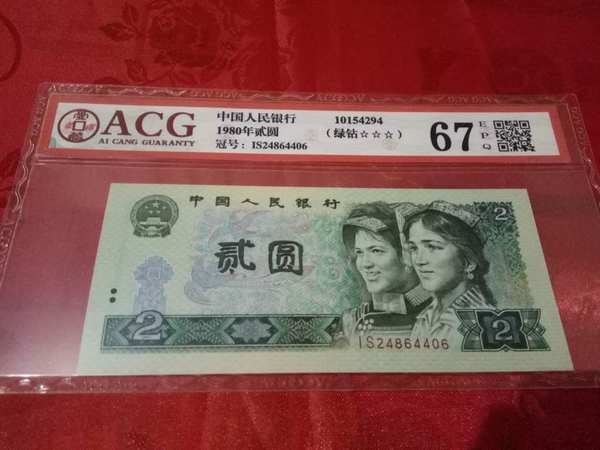 ACG
AI CANG GUARANTY
中国人民银行
1980年贰圆
冠号: IS24864406
10154294
(绿钻☆☆☆)
67
EPQ
中国人民银行
贰圆
2
2
2
IS24864406